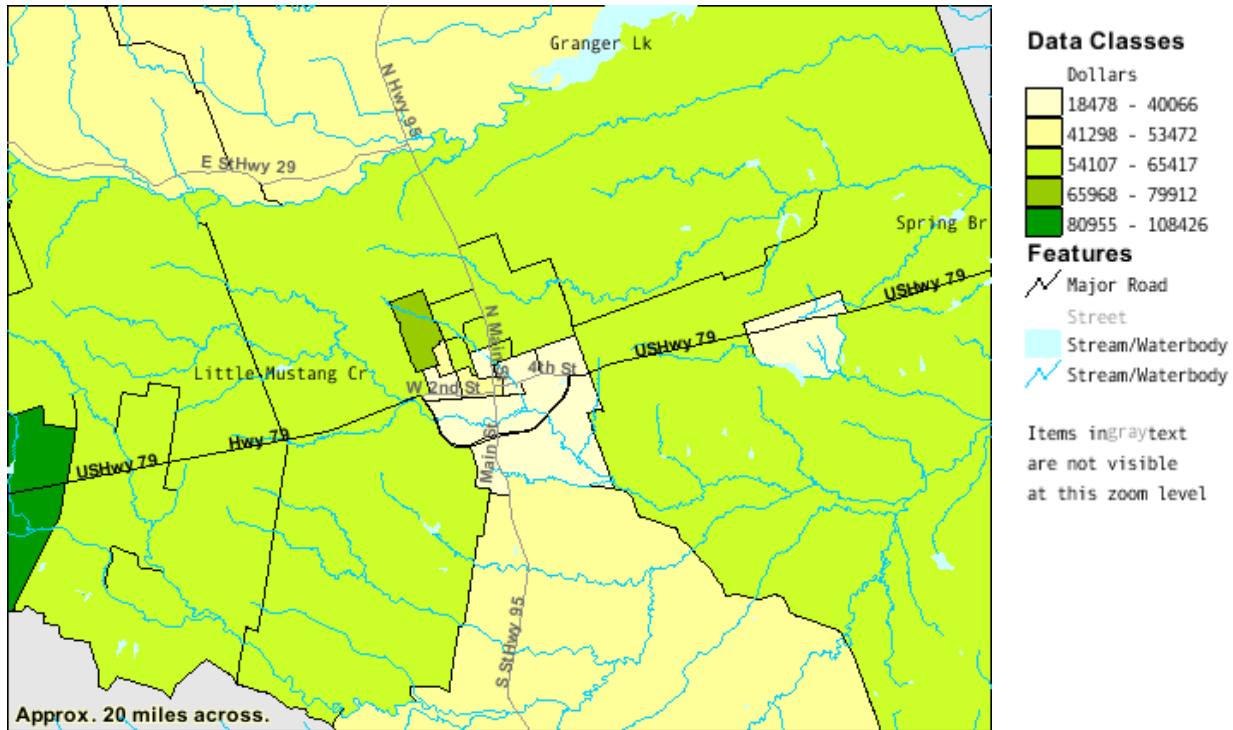 Granger Lk
N Hwy 95
E StHwy 29
Spring Br
USHwy 79
N Main
USHwy 79
4th St
Little Mustang Cr
W 2nd St
Hwy 79
Main St
USHwy 79
S StHwy 95
Approx. 20 miles across.
Data Classes
Dollars
18478 - 40066
41298 - 53472
54107 - 65417
65968 - 79912
80955 - 108426
Features
Major Road
Street
Stream/Waterbody
Stream/Waterbody
Items in gray text
are not visible
at this zoom level